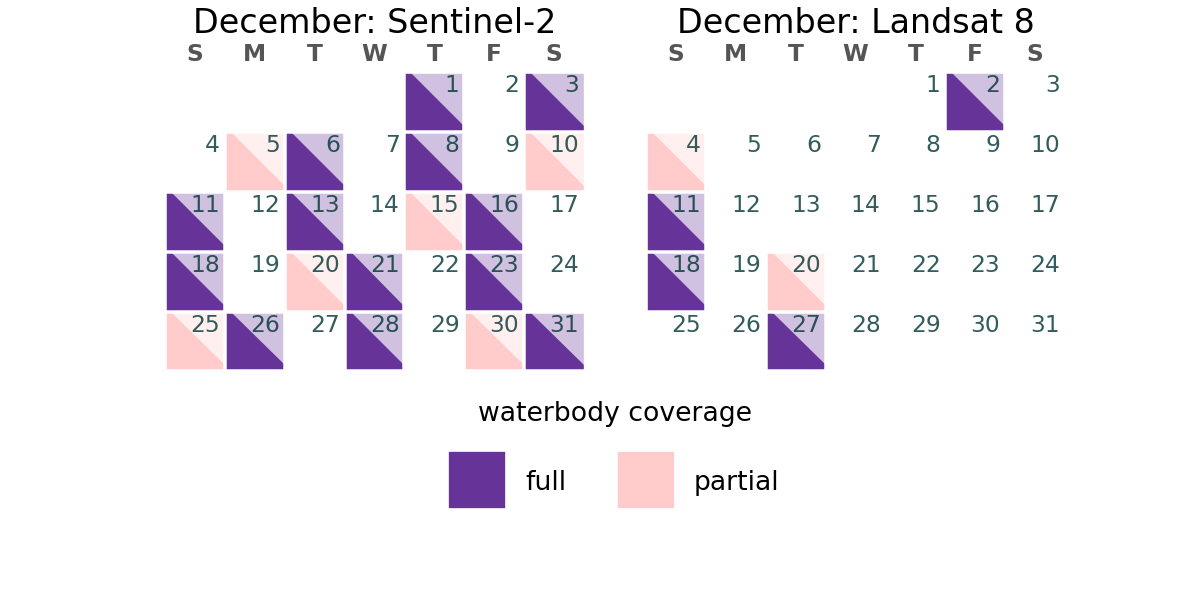 December: Sentinel-2
S M T W T F S
1 2 3
4 5 6 7 8 9 10
11 12 13 14 15 16 17
18 19 20 21 22 23 24
25 26 27 28 29 30 31
December: Landsat 8
S M T W T F S
1 2 3
4 5 6 7 8 9 10
11 12 13 14 15 16 17
18 19 20 21 22 23 24
25 26 27 28 29 30 31
waterbody coverage
full partial